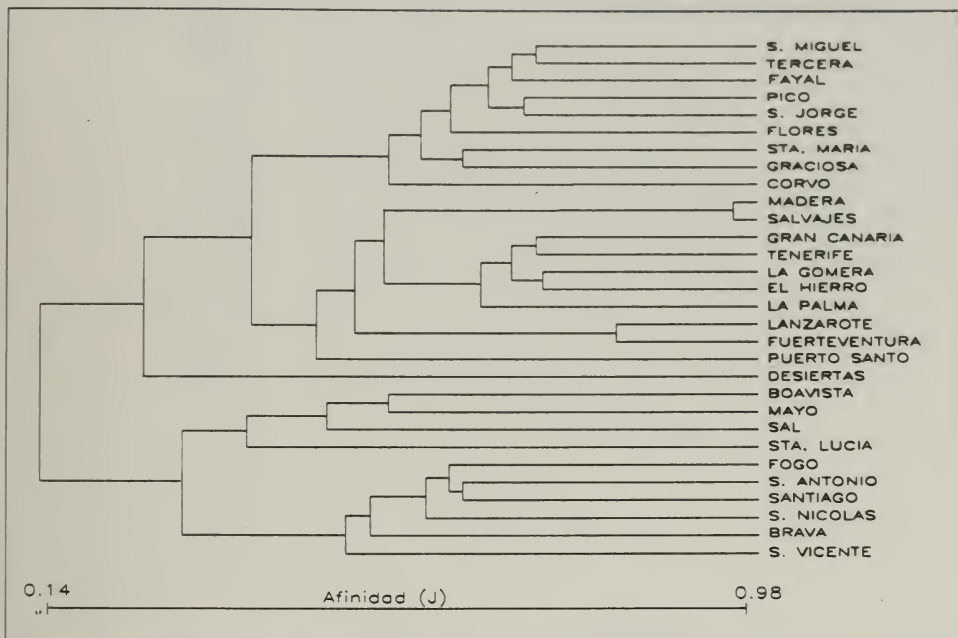 S. MIGUEL
TERCERA
FAYAL
PICO
S. JORGE
FLORES
STA. MARIA
GRACIOSA
CORVO
MADERA
SALVAJES
GRAN CANARIA
TENERIFE
LA GOMERA
EL HIERRO
LA PALMA
LANZAROTE
FUERTEVENTURA
PUERTO SANTO
DESIERTAS
BOAVISTA
MAYO
SAL
STA. LUCIA
FOGO
S. ANTONIO
SANTIAGO
S. NICOLAS
BRAVA
S. VICENTE
0.14 Afinidad (J) 0.98